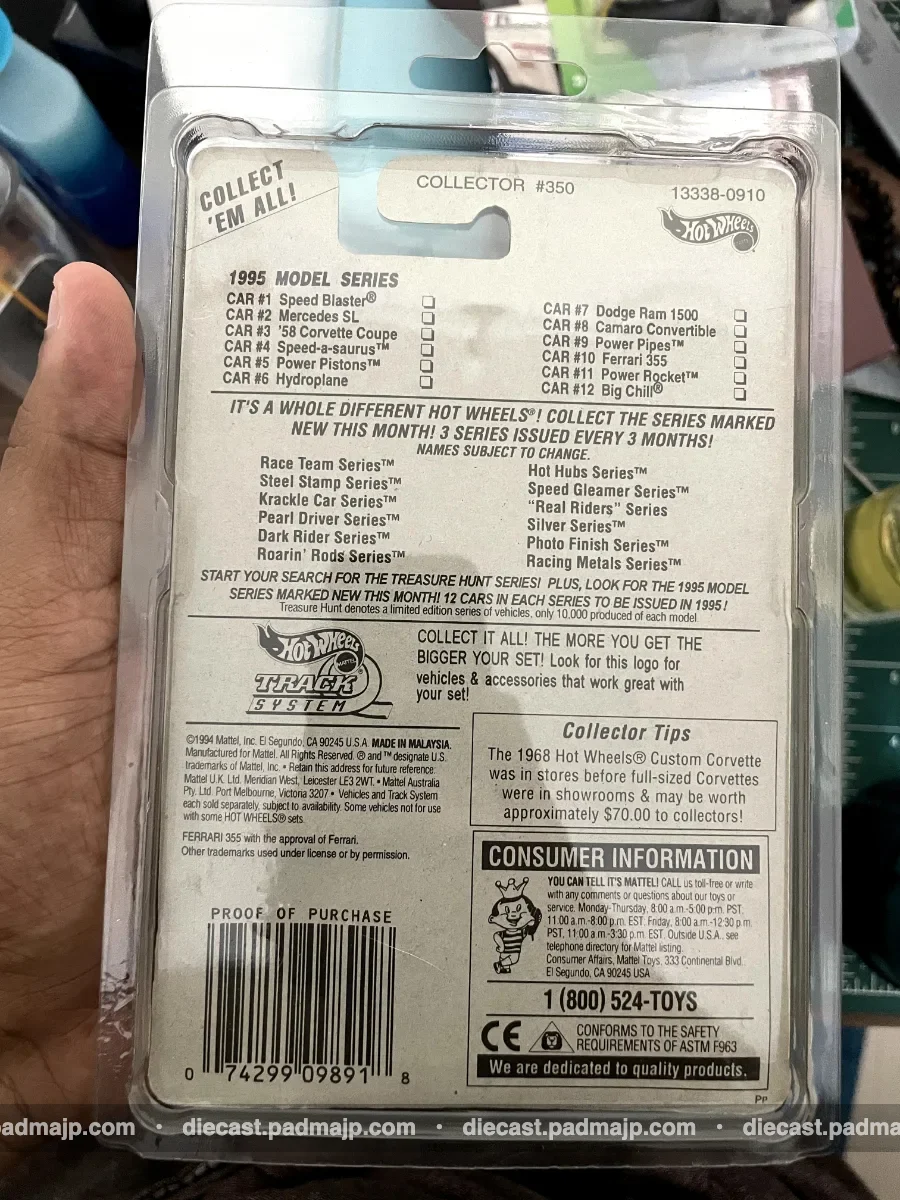 COLLECT
'EM ALL!
COLLECTOR #350
13338-0910
HOT WHEELS
1995 MODEL SERIES
CAR #1 Speed Blaster®
CAR #2 Mercedes SL
CAR #3 '58 Corvette Coupe
CAR #4 Speed-a-saurus™
CAR #5 Power Pistons™
CAR #6 Hydroplane
CAR #7 Dodge Ram 1500
CAR #8 Camaro Convertible
CAR #9 Power Pipes™
CAR #10 Ferrari 355
CAR #11 Power Rocket™
CAR #12 Big Chill®
IT'S A WHOLE DIFFERENT HOT WHEELS®! COLLECT THE SERIES MARKED
NEW THIS MONTH! 3 SERIES ISSUED EVERY 3 MONTHS!
NAMES SUBJECT TO CHANGE.
Race Team Series™
Steel Stamp Series™
Krackle Car Series™
Pearl Driver Series™
Dark Rider Series™
Roarin' Rods Series™
Hot Hubs Series™
Speed Gleamer Series™
"Real Riders" Series
Silver Series™
Photo Finish Series™
Racing Metals Series™
START YOUR SEARCH FOR THE TREASURE HUNT SERIES! PLUS, LOOK FOR THE 1995 MODEL
SERIES MARKED NEW THIS MONTH! 12 CARS IN EACH SERIES TO BE ISSUED IN 1995!
Treasure Hunt denotes a limited edition series of vehicles, only 10,000 produced of each model
HOT WHEELS
MATTEL
TRACK
SYSTEM
COLLECT IT ALL! THE MORE YOU GET THE
BIGGER YOUR SET! Look for this logo for
vehicles & accessories that work great with
your set!
©1994 Mattel, Inc. El Segundo, CA 90245 U.S.A. MADE IN MALAYSIA.
Manufactured for Mattel. All Rights Reserved. ® and ™ designate U.S.
trademarks of Mattel, Inc. • Retain this address for future reference:
Mattel U.K. Ltd. Meridian West, Leicester LE3 2WT. • Mattel Australia
Pty. Ltd. Port Melbourne, Victoria 3207 • Vehicles and Track System
each sold separately, subject to availability. Some vehicles not for use
with some HOT WHEELS® sets.
FERRARI 355 with the approval of Ferrari.
Other trademarks used under license or by permission.
Collector Tips
The 1968 Hot Wheels® Custom Corvette
was in stores before full-sized Corvettes
were in showrooms & may be worth
approximately $70.00 to collectors!
CONSUMER INFORMATION
YOU CAN TELL IT'S MATTEL! CALL us toll-free or write
with any comments or questions about our toys or
service. Monday-Thursday, 8:00 a.m.-5:00 p.m. PST,
11:00 a.m.-8:00 p.m. EST. Friday, 8:00 a.m.-12:30 p.m.
PST, 11:00 a.m.-3:30 p.m. EST. Outside U.S.A., see
telephone directory for Mattel listing.
Consumer Affairs, Mattel Toys, 333 Continental Blvd.
El Segundo, CA 90245 USA
1 (800) 524-TOYS
CE
CONFORMS TO THE SAFETY
REQUIREMENTS OF ASTM F963
We are dedicated to quality products.
PROOF OF PURCHASE
0 74299 09891 8
PP
admajp.com • diecast.padmajp.com • diecast.padmajp.com • diecast.padma